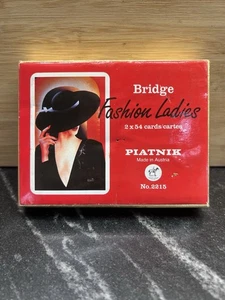 Bridge
Fashion Ladies
2 x 54 cards/cartes
PIATNIK
Made in Austria
No. 2215